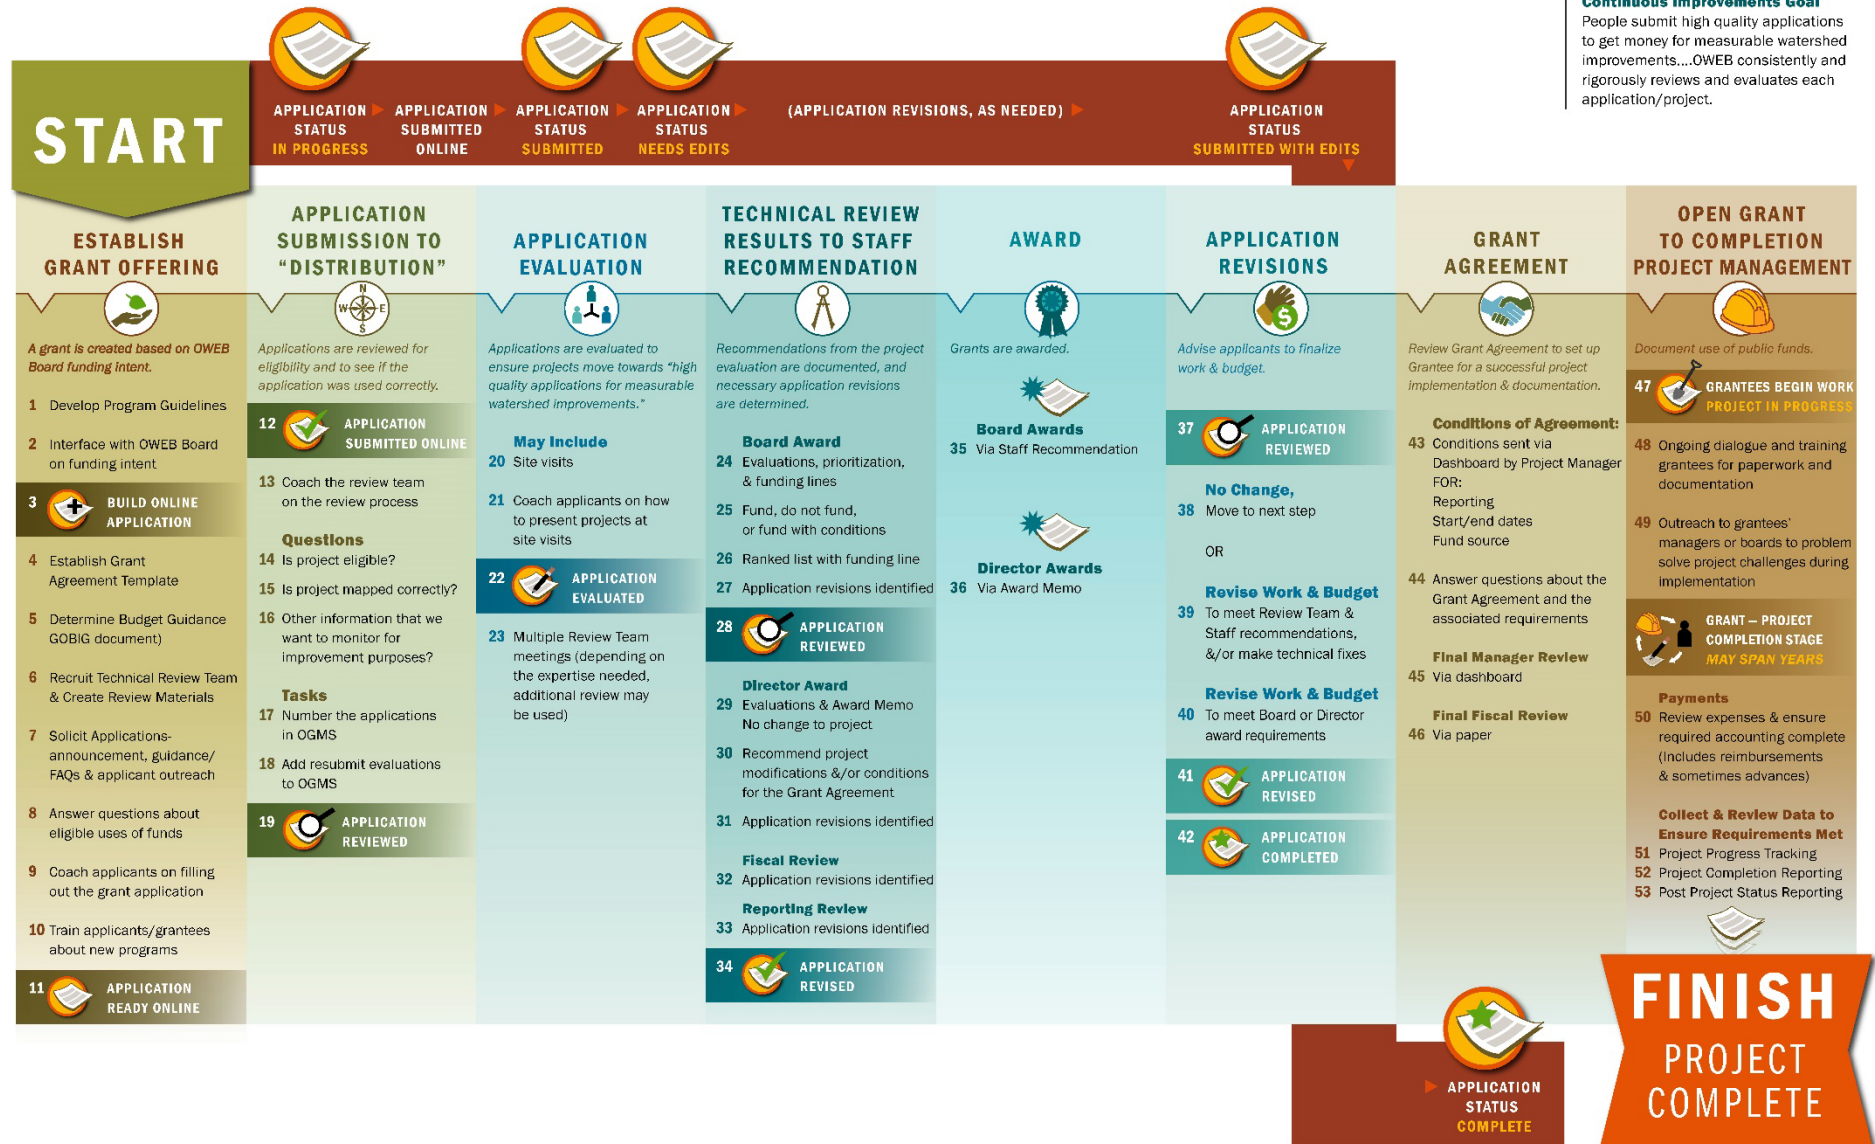 Continuous Improvements Goal
People submit high quality applications
to get money for measurable watershed
improvements....OWEB consistently and
rigorously reviews and evaluates each
application/project.
START
APPLICATION
STATUS
IN PROGRESS
APPLICATION
SUBMITTED
ONLINE
APPLICATION
STATUS
SUBMITTED
APPLICATION
STATUS
NEEDS EDITS
(APPLICATION REVISIONS, AS NEEDED)
APPLICATION
STATUS
SUBMITTED WITH EDITS
ESTABLISH
GRANT OFFERING
A grant is created based on OWEB
Board funding intent.
1 Develop Program Guidelines
2 Interface with OWEB Board
on funding intent
3 BUILD ONLINE
APPLICATION
4 Establish Grant
Agreement Template
5 Determine Budget Guidance
GOBIG document)
6 Recruit Technical Review Team
& Create Review Materials
7 Solicit Applications-
announcement, guidance/
FAQs & applicant outreach
8 Answer questions about
eligible uses of funds
9 Coach applicants on filling
out the grant application
10 Train applicants/grantees
about new programs
11 APPLICATION
READY ONLINE
APPLICATION
SUBMISSION TO
"DISTRIBUTION"
N
W E
S
Applications are reviewed for
eligibility and to see if the
application was used correctly.
12 APPLICATION
SUBMITTED ONLINE
13 Coach the review team
on the review process
Questions
14 Is project eligible?
15 Is project mapped correctly?
16 Other information that we
want to monitor for
improvement purposes?
Tasks
17 Number the applications
in OGMS
18 Add resubmit evaluations
to OGMS
19 APPLICATION
REVIEWED
APPLICATION
EVALUATION
Applications are evaluated to
ensure projects move towards "high
quality applications for measurable
watershed improvements."
May Include
20 Site visits
21 Coach applicants on how
to present projects at
site visits
22 APPLICATION
EVALUATED
23 Multiple Review Team
meetings (depending on
the expertise needed,
additional review may
be used)
TECHNICAL REVIEW
RESULTS TO STAFF
RECOMMENDATION
Recommendations from the project
evaluation are documented, and
necessary application revisions
are determined.
Board Award
24 Evaluations, prioritization,
& funding lines
25 Fund, do not fund,
or fund with conditions
26 Ranked list with funding line
27 Application revisions identified
28 APPLICATION
REVIEWED
Director Award
29 Evaluations & Award Memo
No change to project
30 Recommend project
modifications &/or conditions
for the Grant Agreement
31 Application revisions identified
Fiscal Review
32 Application revisions identified
Reporting Review
33 Application revisions identified
34 APPLICATION
REVISED
AWARD
Grants are awarded.
Board Awards
35 Via Staff Recommendation
Director Awards
36 Via Award Memo
APPLICATION
REVISIONS
$
Advise applicants to finalize
work & budget.
37 APPLICATION
REVIEWED
No Change,
38 Move to next step
OR
Revise Work & Budget
39 To meet Review Team &
Staff recommendations,
&/or make technical fixes
Revise Work & Budget
40 To meet Board or Director
award requirements
41 APPLICATION
REVISED
42 APPLICATION
COMPLETED
GRANT
AGREEMENT
Review Grant Agreement to set up
Grantee for a successful project
implementation & documentation.
Conditions of Agreement:
43 Conditions sent via
Dashboard by Project Manager
FOR:
Reporting
Start/end dates
Fund source
44 Answer questions about the
Grant Agreement and the
associated requirements
Final Manager Review
45 Via dashboard
Final Fiscal Review
46 Via paper
OPEN GRANT
TO COMPLETION
PROJECT MANAGEMENT
Document use of public funds.
47 GRANTEES BEGIN WORK
PROJECT IN PROGRESS
48 Ongoing dialogue and training
grantees for paperwork and
documentation
49 Outreach to grantees'
managers or boards to problem
solve project challenges during
implementation
GRANT – PROJECT
COMPLETION STAGE
MAY SPAN YEARS
Payments
50 Review expenses & ensure
required accounting complete
(Includes reimbursements
& sometimes advances)
Collect & Review Data to
Ensure Requirements Met
51 Project Progress Tracking
52 Project Completion Reporting
53 Post Project Status Reporting
APPLICATION
STATUS
COMPLETE
FINISH
PROJECT
COMPLETE